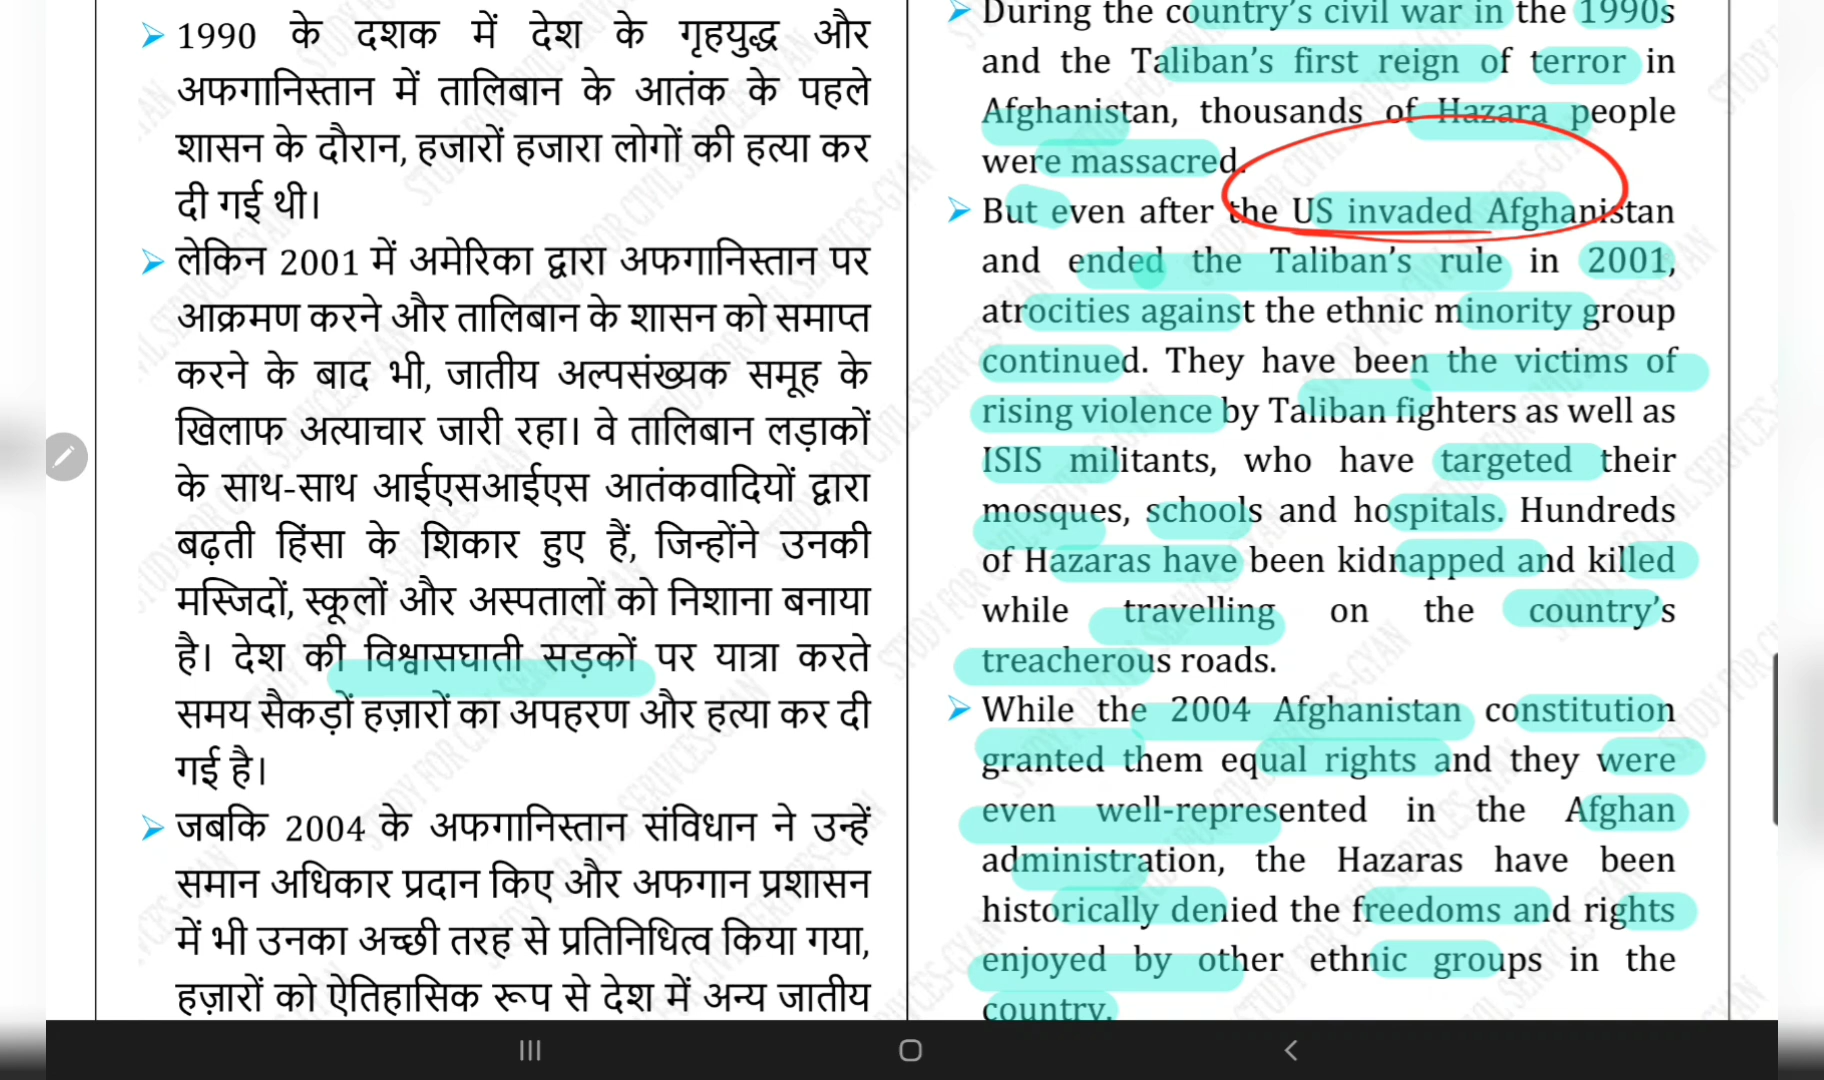 1990 के दशक में देश के गृहयुद्ध और
अफगानिस्तान में तालिबान के आतंक के पहले
शासन के दौरान, हजारों हजारा लोगों की हत्या कर
दी गई थी।
लेकिन 2001 में अमेरिका द्वारा अफगानिस्तान पर
आक्रमण करने और तालिबान के शासन को समाप्त
करने के बाद भी, जातीय अल्पसंख्यक समूह के
खिलाफ अत्याचार जारी रहा। वे तालिबान लड़ाकों
के साथ-साथ आईएसआईएस आतंकवादियों द्वारा
बढ़ती हिंसा के शिकार हुए हैं, जिन्होंने उनकी
मस्जिदों, स्कूलों और अस्पतालों को निशाना बनाया
है। देश की विश्वासघाती सड़कों पर यात्रा करते
समय सैकड़ों हज़ारों का अपहरण और हत्या कर दी
गई है।
जबकि 2004 के अफगानिस्तान संविधान ने उन्हें
समान अधिकार प्रदान किए और अफगान प्रशासन
में भी उनका अच्छी तरह से प्रतिनिधित्व किया गया,
हज़ारों को ऐतिहासिक रूप से देश में अन्य जातीय
During the country's civil war in the 1990s
and the Taliban's first reign of terror in
Afghanistan, thousands of Hazara people
were massacred.
But even after the US invaded Afghanistan
and ended the Taliban's rule in 2001,
atrocities against the ethnic minority group
continued. They have been the victims of
rising violence by Taliban fighters as well as
ISIS militants, who have targeted their
mosques, schools and hospitals. Hundreds
of Hazaras have been kidnapped and killed
while travelling on the country's
treacherous roads.
While the 2004 Afghanistan constitution
granted them equal rights and they were
even well-represented in the Afghan
administration, the Hazaras have been
historically denied the freedoms and rights
enjoyed by other ethnic groups in the
country.